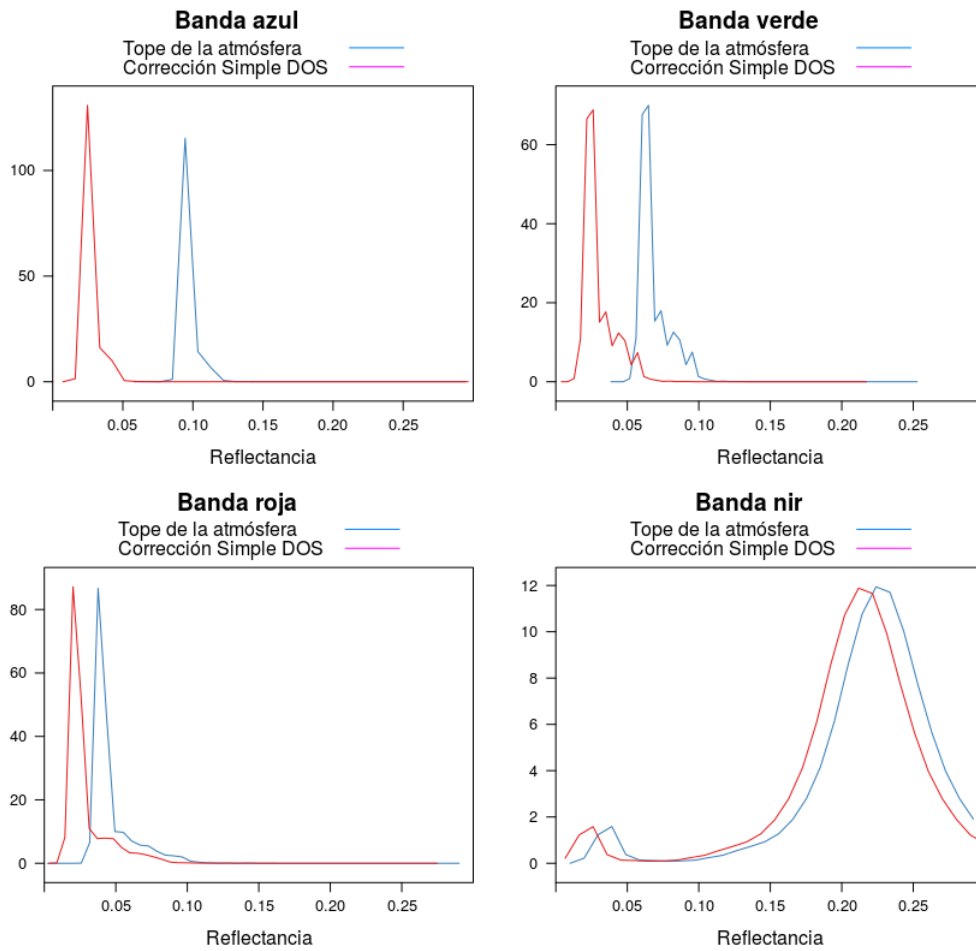 Banda azul
Tope de la atmósfera
Corrección Simple DOS
100
50
0
0.05 0.10 0.15 0.20 0.25
Reflectancia
Banda verde
Tope de la atmósfera
Corrección Simple DOS
60
40
20
0
0.05 0.10 0.15 0.20 0.25
Reflectancia
Banda roja
Tope de la atmósfera
Corrección Simple DOS
80
60
40
20
0
0.05 0.10 0.15 0.20 0.25
Reflectancia
Banda nir
Tope de la atmósfera
Corrección Simple DOS
12
10
8
6
4
2
0
0.05 0.10 0.15 0.20 0.25
Reflectancia